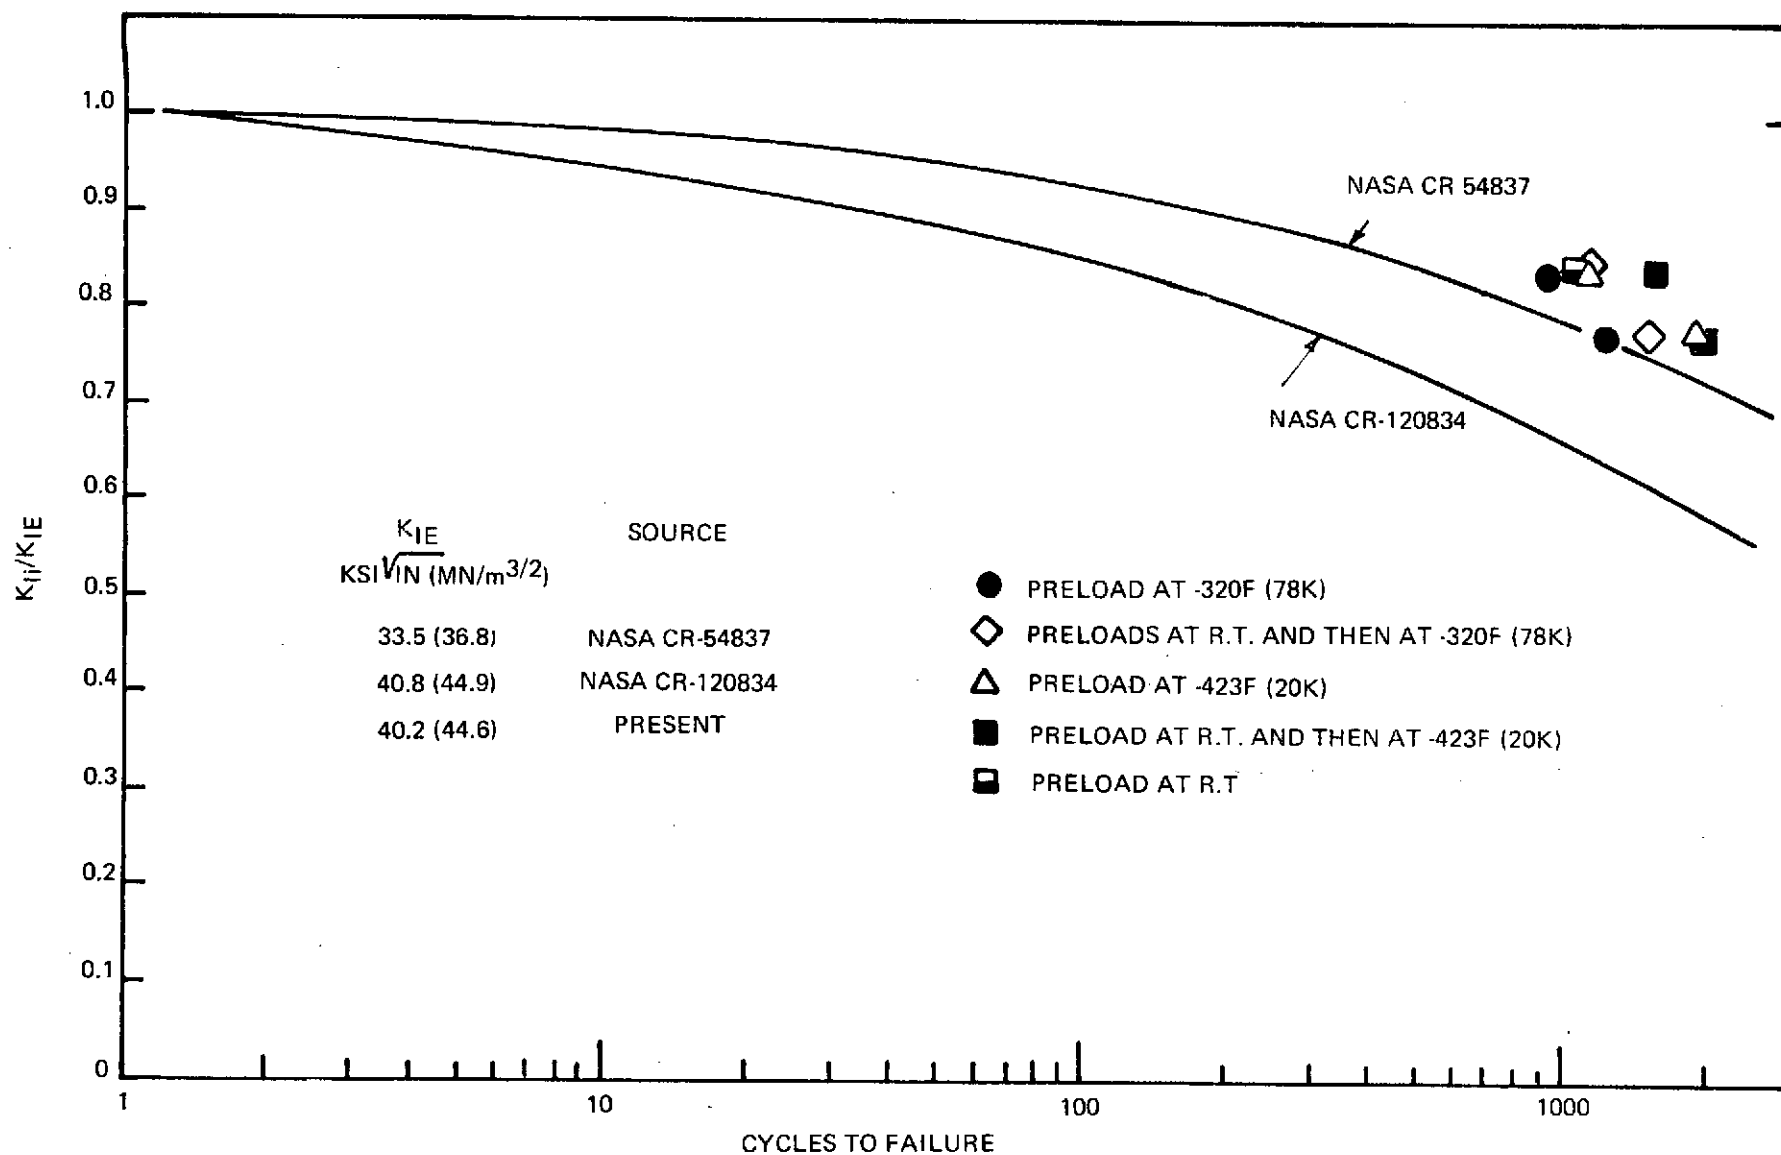 1.0
0.9
0.8
0.7
0.6
0.5
0.4
0.3
0.2
0.1
0
K_Ii/K_IE
NASA CR 54837
NASA CR-120834
K_IE
KSI√IN (MN/m^3/2)
SOURCE
33.5 (36.8) NASA CR-54837
40.8 (44.9) NASA CR-120834
40.2 (44.6) PRESENT
PRELOAD AT -320F (78K)
PRELOADS AT R.T. AND THEN AT -320F (78K)
PRELOAD AT -423F (20K)
PRELOAD AT R.T. AND THEN AT -423F (20K)
PRELOAD AT R.T
1 10 100 1000
CYCLES TO FAILURE